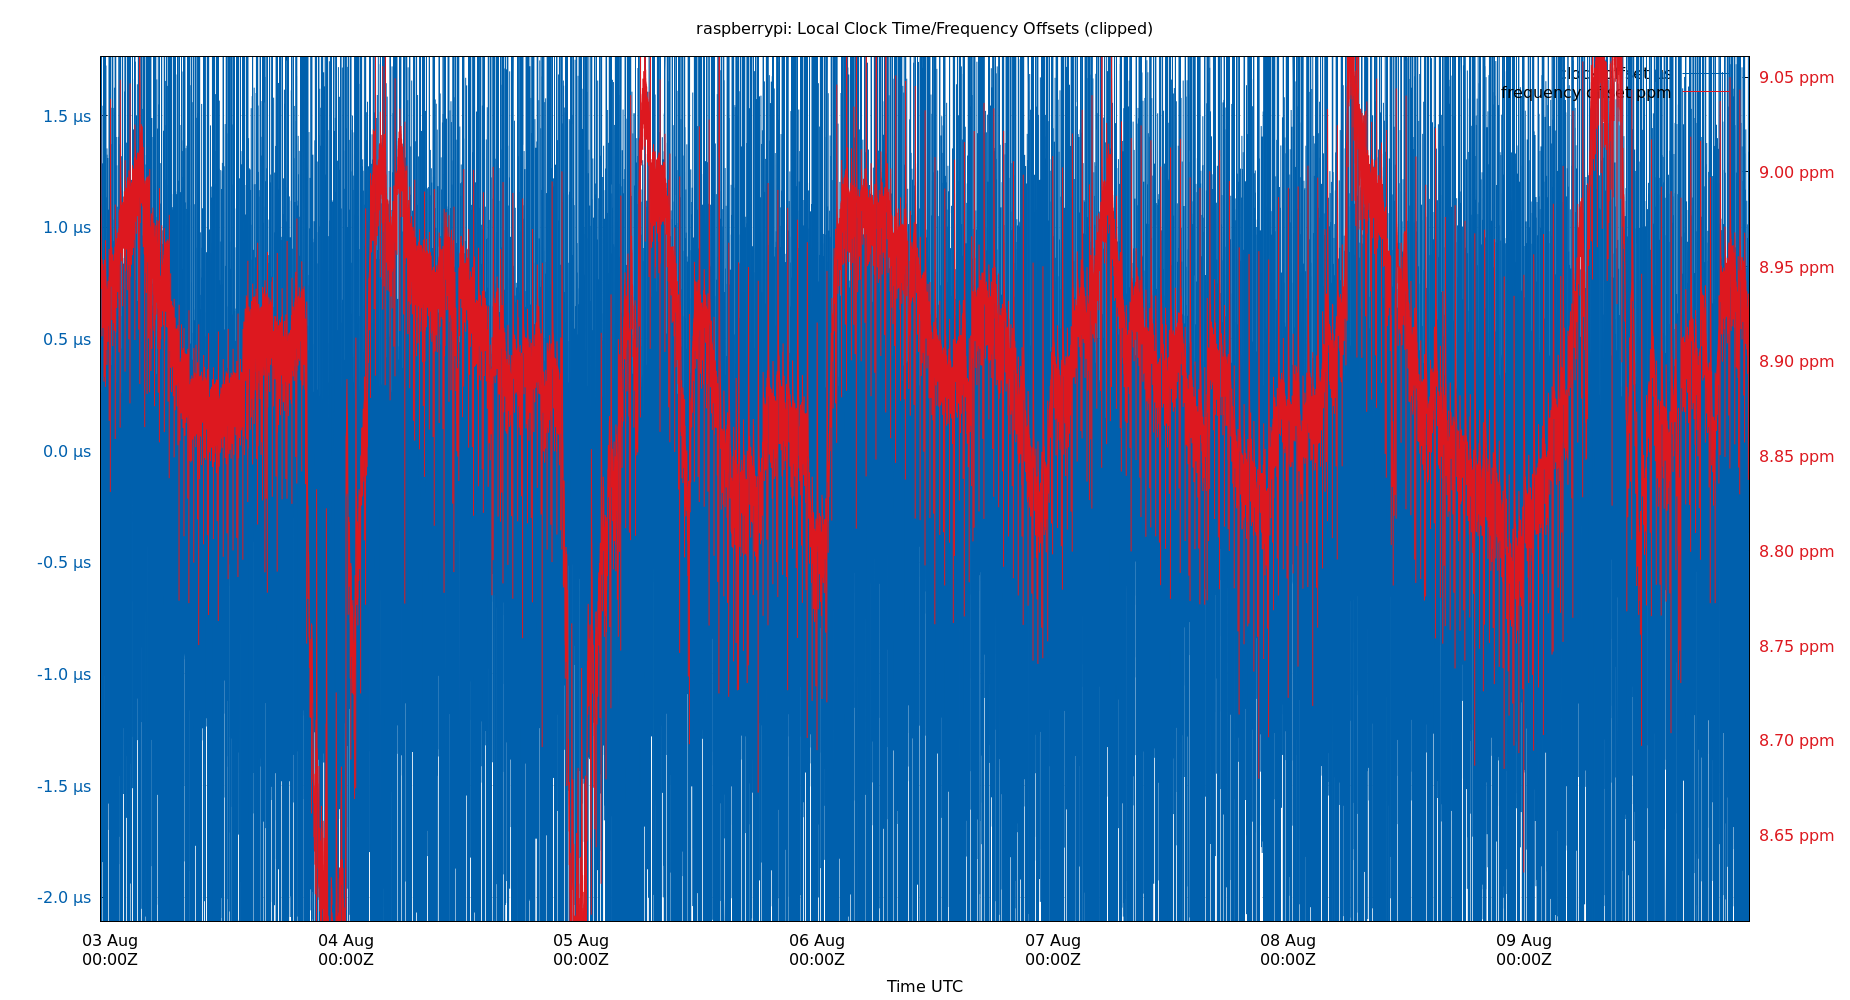 raspberrypi: Local Clock Time/Frequency Offsets (clipped)
clock offset µs
frequency offset ppm
1.5 µs
1.0 µs
0.5 µs
0.0 µs
-0.5 µs
-1.0 µs
-1.5 µs
-2.0 µs
9.05 ppm
9.00 ppm
8.95 ppm
8.90 ppm
8.85 ppm
8.80 ppm
8.75 ppm
8.70 ppm
8.65 ppm
03 Aug
00:00Z
04 Aug
00:00Z
05 Aug
00:00Z
06 Aug
00:00Z
07 Aug
00:00Z
08 Aug
00:00Z
09 Aug
00:00Z
Time UTC